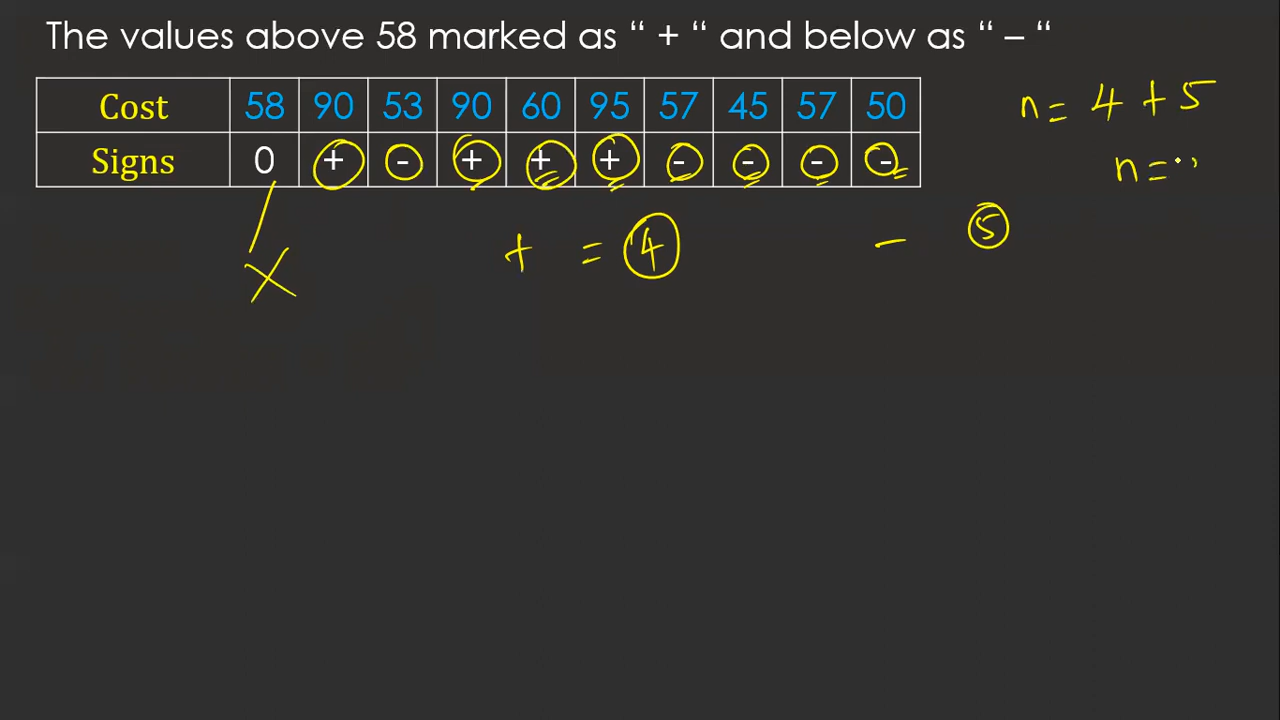 The values above 58 marked as “ + “ and below as “ – “
Cost 58 90 53 90 60 95 57 45 57 50
Signs 0 + - + + + - - - -
n= 4 + 5
n=
+ = 4 - 5
X